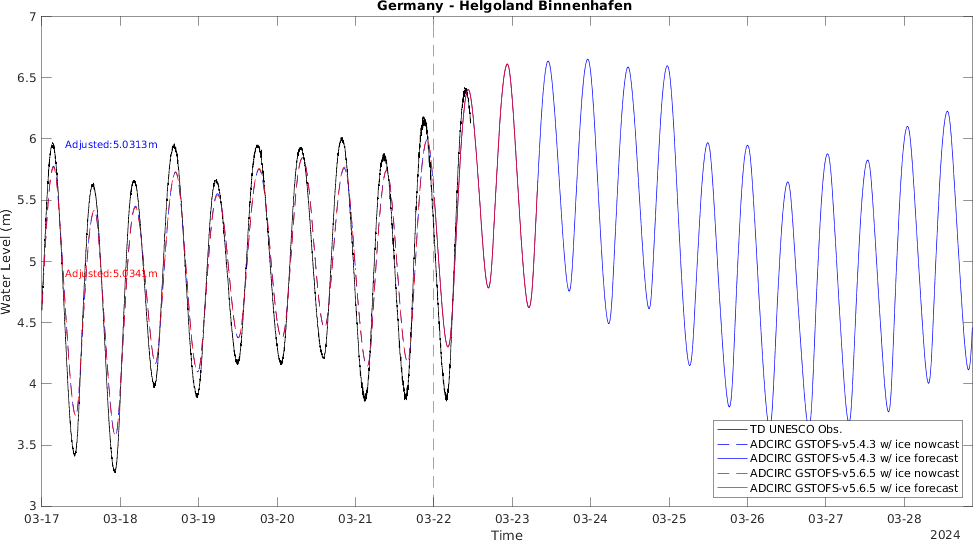 Germany - Helgoland Binnenhafen
7
6.5
6
5.5
5
4.5
4
3.5
3
Water Level (m)
Adjusted:5.0313m
Adjusted:5.0341m
TD UNESCO Obs.
ADCIRC GSTOFS-v5.4.3 w/ ice nowcast
ADCIRC GSTOFS-v5.4.3 w/ ice forecast
ADCIRC GSTOFS-v5.6.5 w/ ice nowcast
ADCIRC GSTOFS-v5.6.5 w/ ice forecast
03-17 03-18 03-19 03-20 03-21 03-22 03-23 03-24 03-25 03-26 03-27 03-28
Time
2024